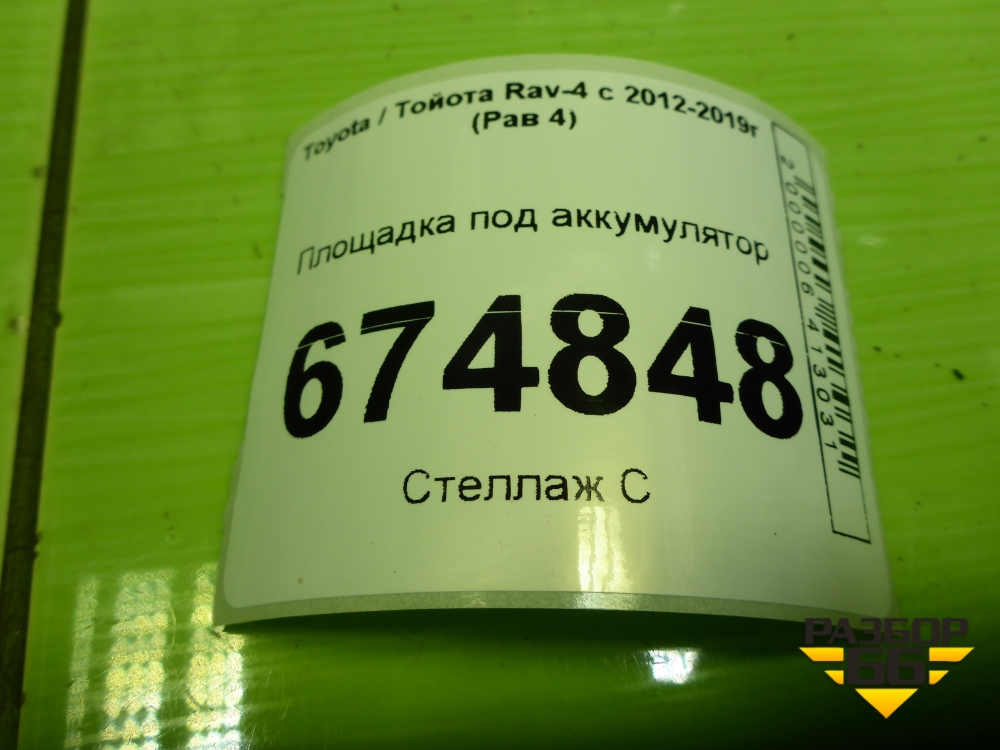 Toyota / Тойота Rav-4 с 2012-2019г
(Рав 4)
Площадка под аккумулятор
674848
Стеллаж С
2000006413031
РАЗБОР
66